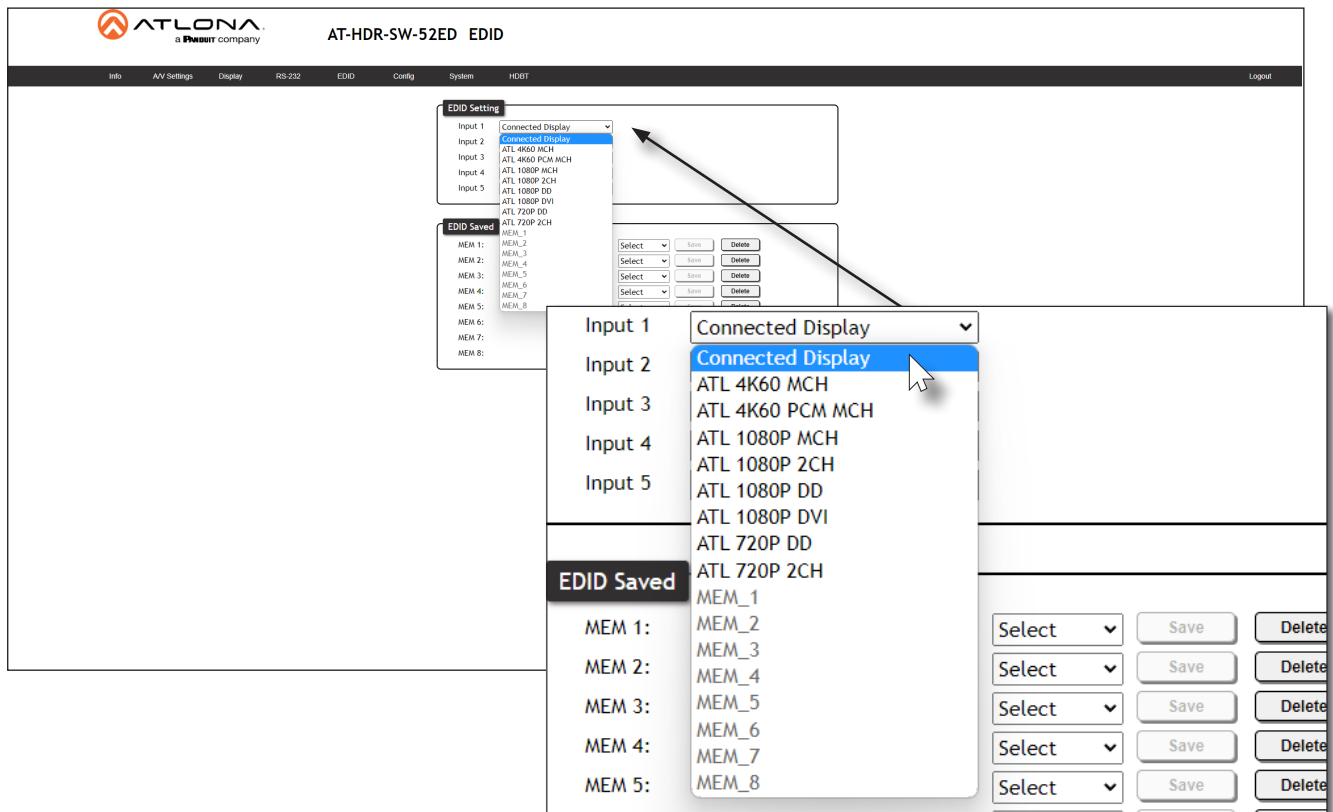 ATLONA.
a PANDUIT company
AT-HDR-SW-52ED EDID
Info A/V Settings Display RS-232 EDID Config System HDBT Logout
EDID Setting
Input 1 Connected Display
Input 2 Connected Display
Input 3 ATL 4K60 MCH
Input 4 ATL 4K60 PCM MCH
Input 5 ATL 1080P MCH
ATL 1080P 2CH
ATL 1080P DD
ATL 1080P DVI
ATL 720P DD
ATL 720P 2CH
MEM_1
MEM_2
MEM_3
MEM_4
MEM_5
MEM_6
MEM_7
MEM_8
EDID Saved
MEM 1: Select Save Delete
MEM 2: Select Save Delete
MEM 3: Select Save Delete
MEM 4: Select Save Delete
MEM 5:
MEM 6:
MEM 7:
MEM 8:
Input 1 Connected Display
Input 2
Input 3
Input 4
Input 5
Connected Display
ATL 4K60 MCH
ATL 4K60 PCM MCH
ATL 1080P MCH
ATL 1080P 2CH
ATL 1080P DD
ATL 1080P DVI
ATL 720P DD
ATL 720P 2CH
MEM_1
MEM_2
MEM_3
MEM_4
MEM_5
MEM_6
MEM_7
MEM_8
EDID Saved
MEM 1: Select Save Delete
MEM 2: Select Save Delete
MEM 3: Select Save Delete
MEM 4: Select Save Delete
MEM 5: Select Save Delete